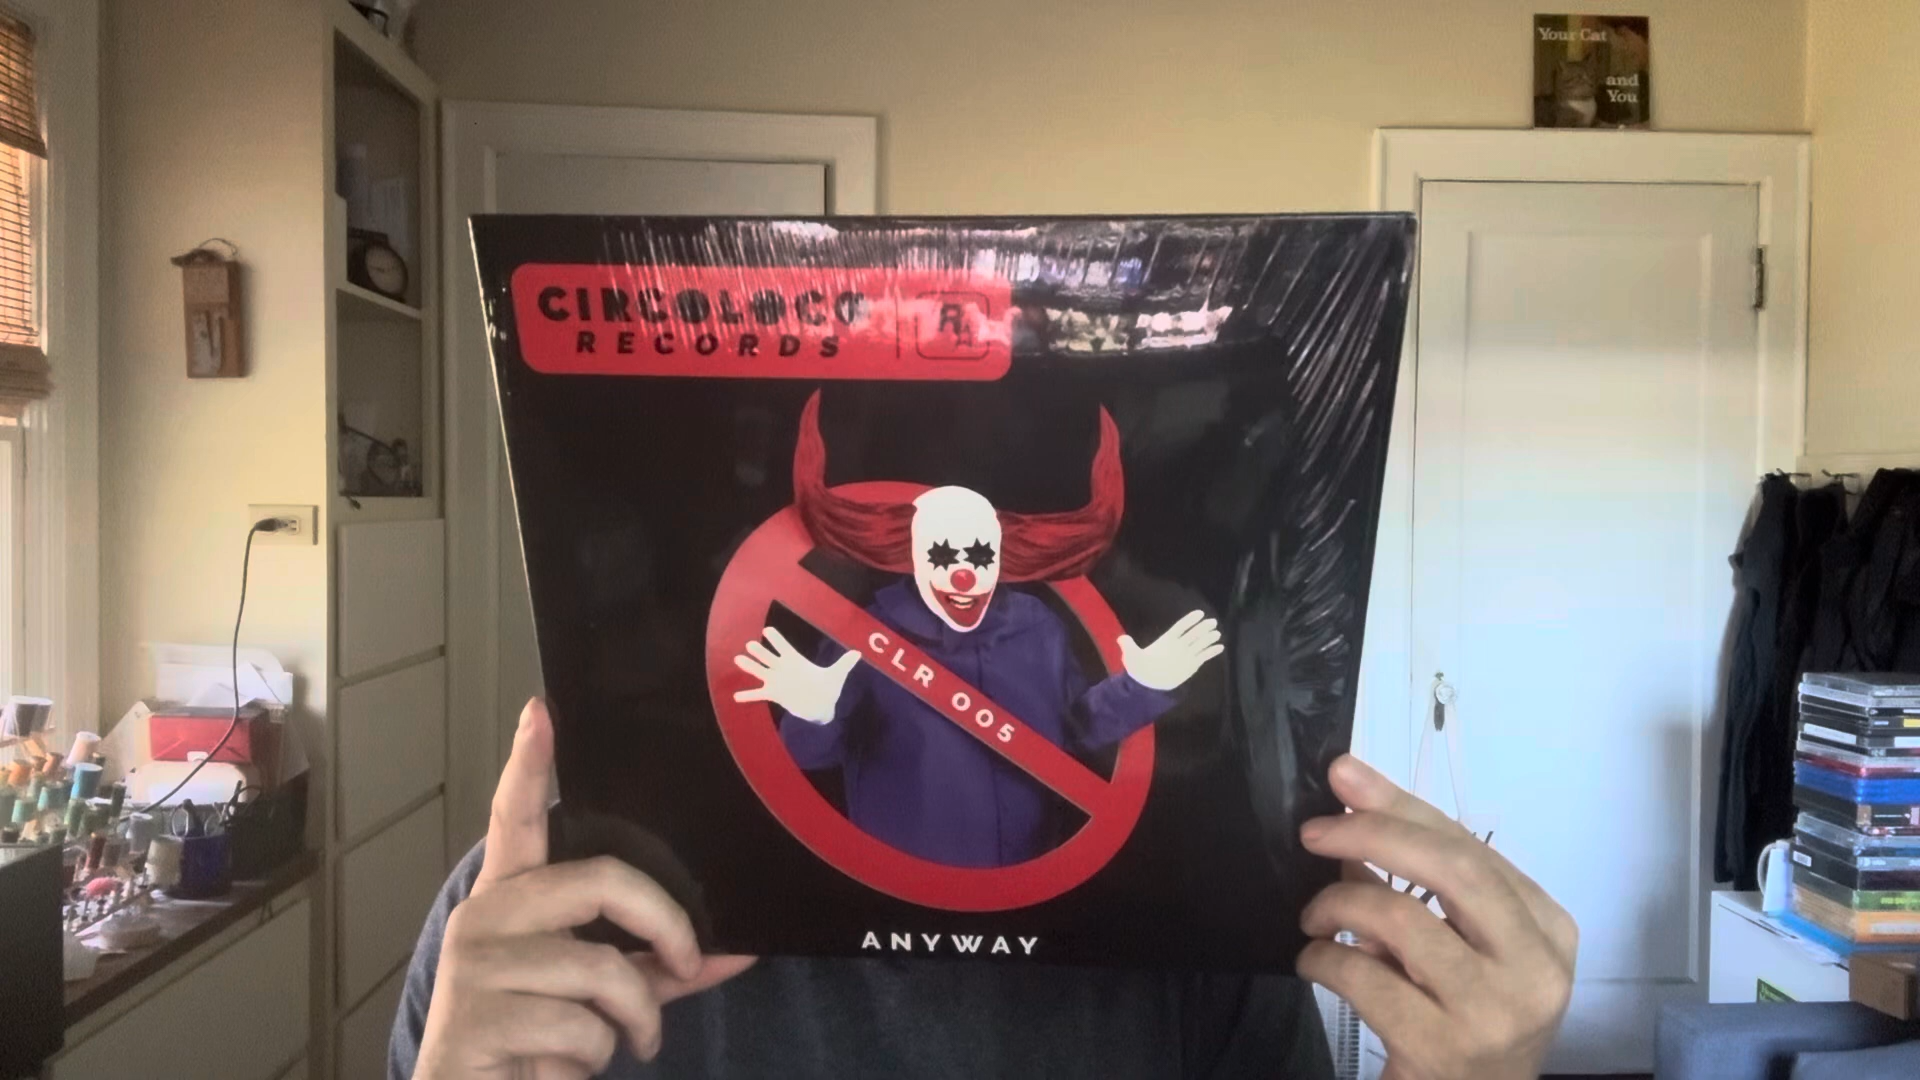 Your Cat
and
You
CIRCOLOCO
RECORDS
CLR 005
ANYWAY